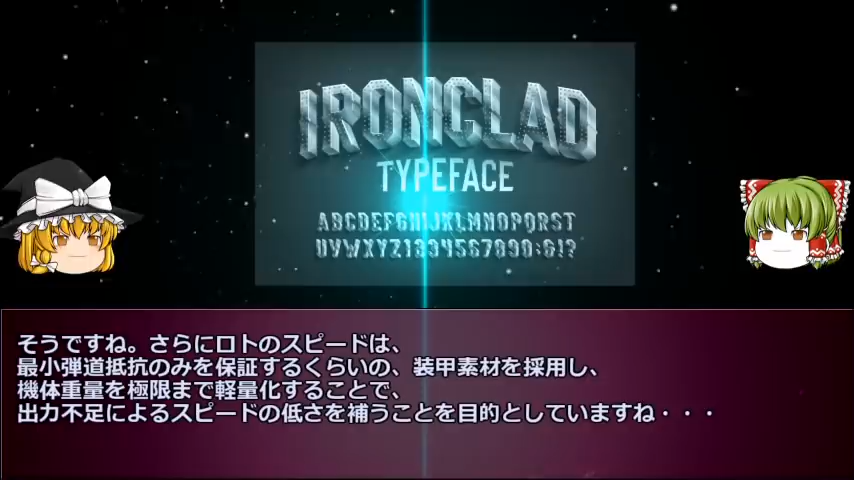 IRONCLAD
TYPEFACE
ABCDEFGHIJKLMNOPQRST
UVWXYZ1234567890:&!?
そうですね。さらにロトのスピードは、
最小弾道抵抗のみを保証するくらいの、装甲素材を採用し、
機体重量を極限まで軽量化することで、
出力不足によるスピードの低さを補うことを目的としていますね・・・